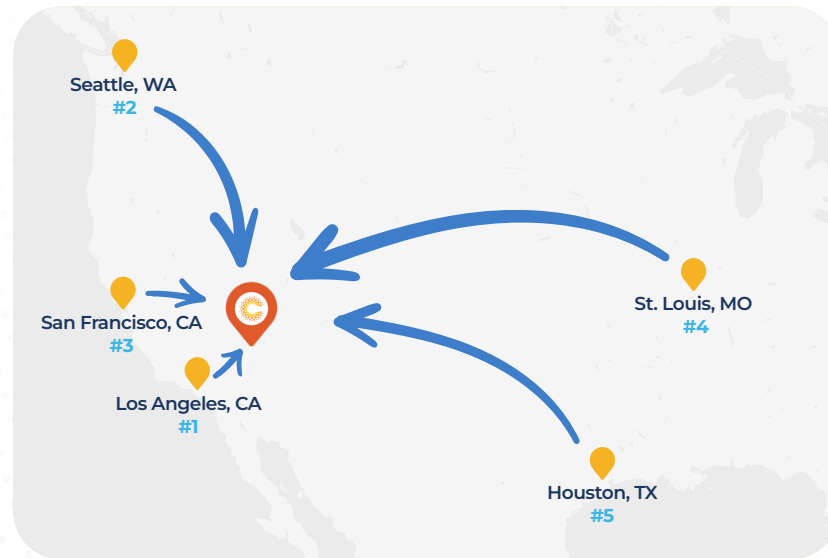 Seattle, WA
#2
San Francisco, CA
#3
Los Angeles, CA
#1
St. Louis, MO
#4
Houston, TX
#5
C